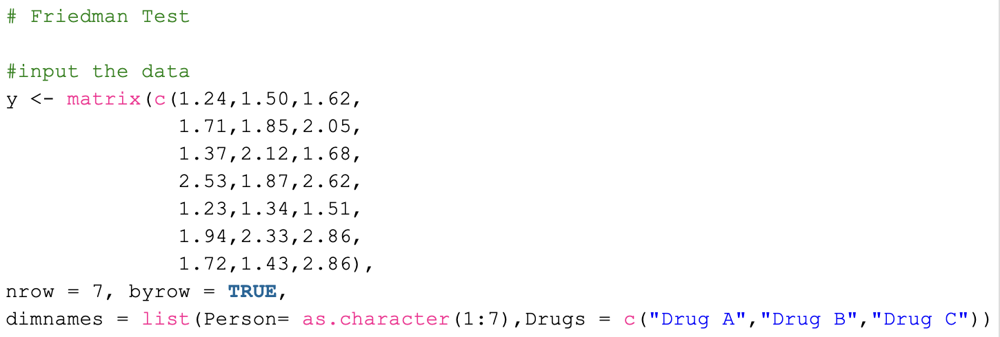 # Friedman Test
#input the data
y <- matrix(c(1.24,1.50,1.62,
1.71,1.85,2.05,
1.37,2.12,1.68,
2.53,1.87,2.62,
1.23,1.34,1.51,
1.94,2.33,2.86,
1.72,1.43,2.86),
nrow = 7, byrow = TRUE,
dimnames = list(Person= as.character(1:7),Drugs = c("Drug A","Drug B","Drug C"))